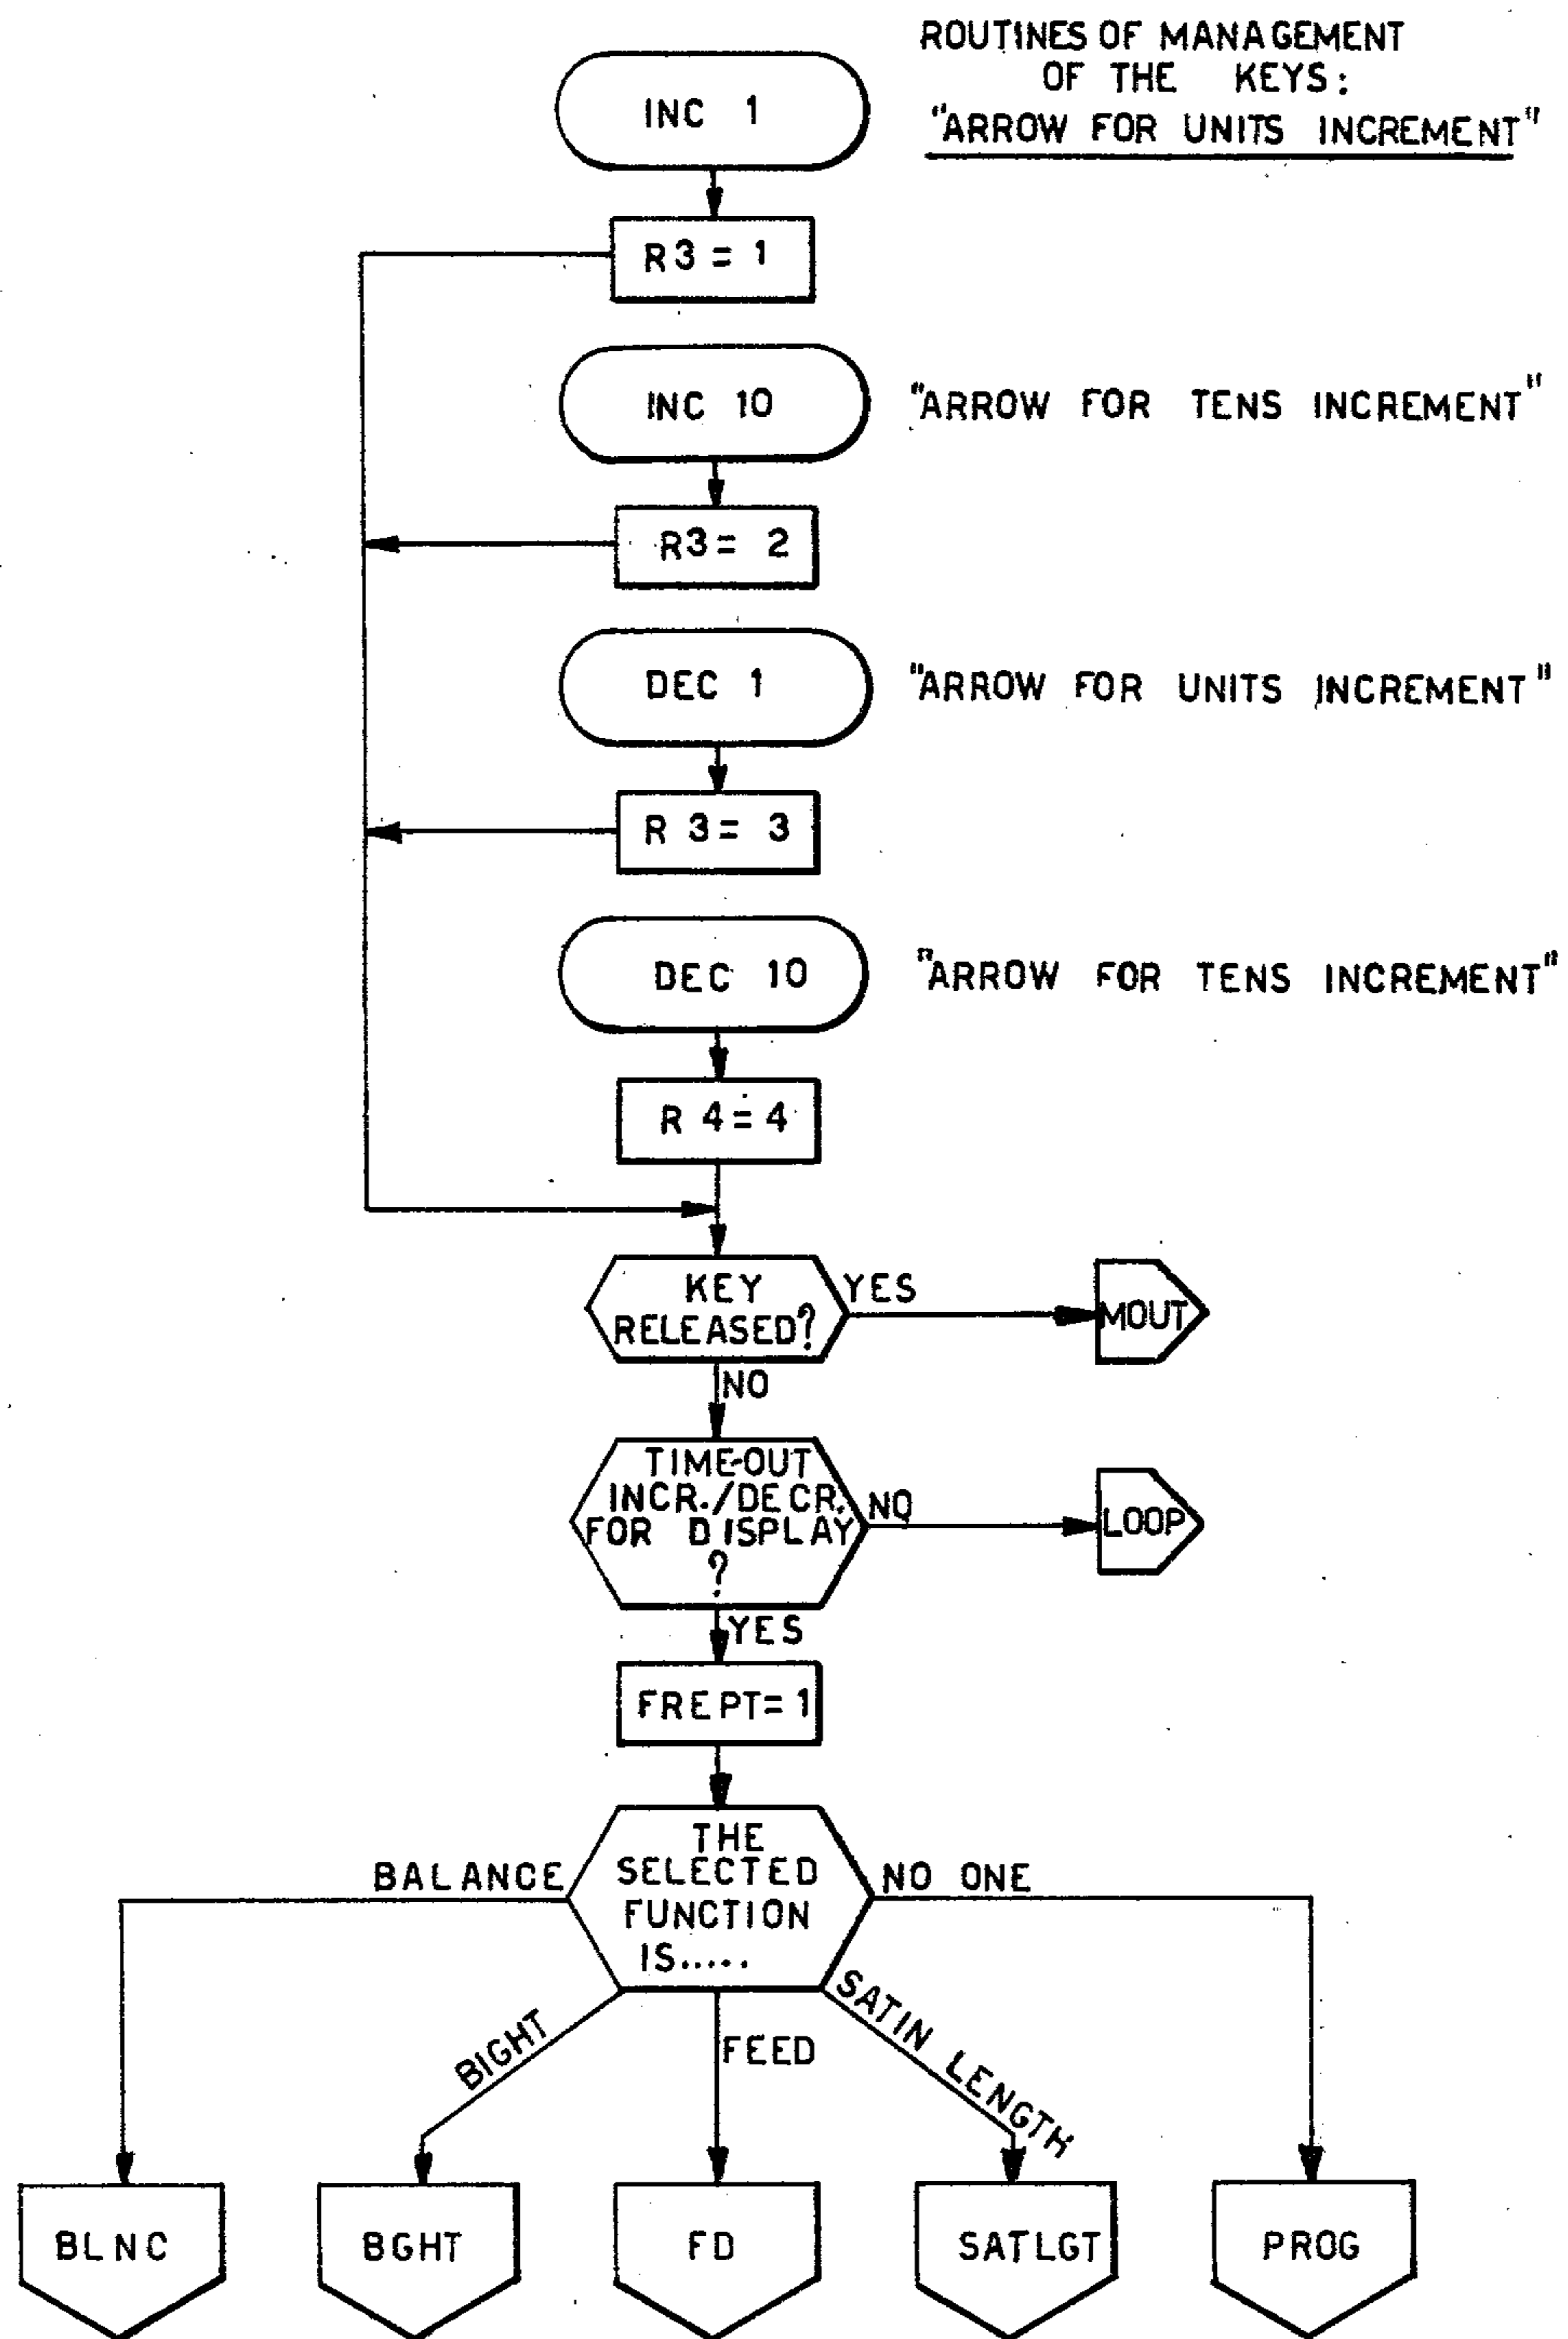 ROUTINES OF MANAGEMENT
OF THE KEYS:
"ARROW FOR UNITS INCREMENT"
INC 1
R3 = 1
INC 10
"ARROW FOR TENS INCREMENT"
R3 = 2
DEC 1
"ARROW FOR UNITS INCREMENT"
R 3 = 3
DEC 10
"ARROW FOR TENS INCREMENT"
R 4 = 4
KEY
RELEASED?
YES
MOUT
NO
TIME-OUT
INCR./DECR.
FOR DISPLAY
?
NO
LOOP
YES
FREPT = 1
THE
SELECTED
FUNCTION
IS.....
BALANCE
NO ONE
BIGHT
FEED
SATIN LENGTH
BLNC
BGHT
FD
SATLGT
PROG